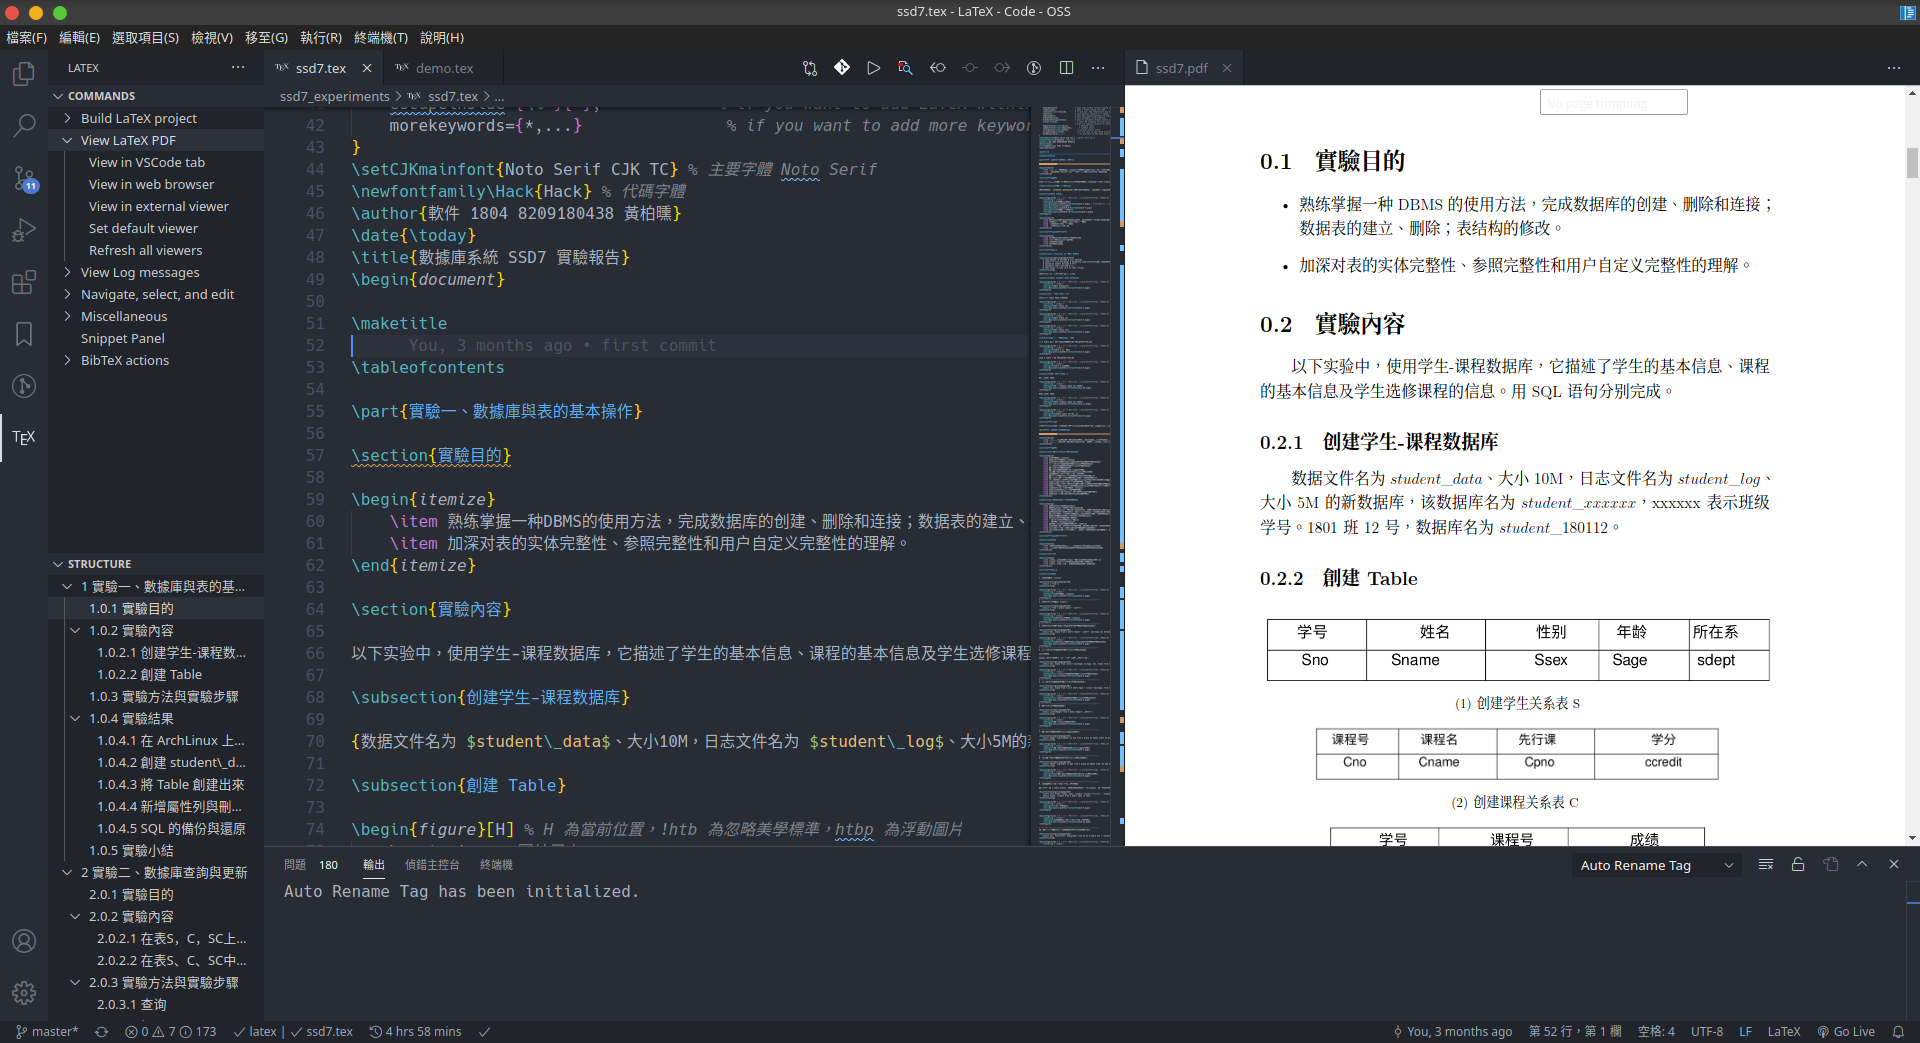 ssd7.tex - LaTeX - Code - OSS
檔案(F) 編輯(E) 選取項目(S) 檢視(V) 移至(G) 執行(R) 終端機(T) 說明(H)
LATEX
COMMANDS
Build LaTeX project
View LaTeX PDF
View in VSCode tab
View in web browser
View in external viewer
Set default viewer
Refresh all viewers
View Log messages
Navigate, select, and edit
Miscellaneous
Snippet Panel
BibTeX actions
11
TEX
STRUCTURE
1 實驗一、數據庫與表的基...
1.0.1 實驗目的
1.0.2 實驗內容
1.0.2.1 创建学生-课程数...
1.0.2.2 創建 Table
1.0.3 實驗方法與實驗步驟
1.0.4 實驗結果
1.0.4.1 在 ArchLinux 上...
1.0.4.2 創建 student\_d...
1.0.4.3 將 Table 創建出來
1.0.4.4 新增屬性列與刪...
1.0.4.5 SQL 的備份與還原
1.0.5 實驗小結
2 實驗二、數據庫查詢與更新
2.0.1 實驗目的
2.0.2 實驗內容
2.0.2.1 在表S，C，SC上...
2.0.2.2 在表S、C、SC中...
2.0.3 實驗方法與實驗步驟
2.0.3.1 查询
TEX ssd7.tex TEX demo.tex
ssd7_experiments > TEX ssd7.tex > ...
42 morekeywords={*,...} % if you want to add more keywor
43 }
44 \setCJKmainfont{Noto Serif CJK TC} % 主要字體 Noto Serif
45 \newfontfamily\Hack{Hack} % 代碼字體
46 \author{軟件 1804 8209180438 黃柏曛}
47 \date{\today}
48 \title{數據庫系統 SSD7 實驗報告}
49 \begin{document}
50
51 \maketitle
52 You, 3 months ago • first commit
53 \tableofcontents
54
55 \part{實驗一、數據庫與表的基本操作}
56
57 \section{實驗目的}
58
59 \begin{itemize}
60 \item 熟练掌握一种DBMS的使用方法，完成数据库的创建、删除和连接；数据表的建立、
61 \item 加深对表的实体完整性、参照完整性和用户自定义完整性的理解。
62 \end{itemize}
63
64 \section{實驗內容}
65
66 以下实验中，使用学生-课程数据库，它描述了学生的基本信息、课程的基本信息及学生选修课程
67
68 \subsection{创建学生-课程数据库}
69
70 {数据文件名为 $student\_data$、大小10M，日志文件名为 $student\_log$、大小5M的
71
72 \subsection{創建 Table}
73
74 \begin{figure}[H] % H 為當前位置，!htb 為忽略美學標準，htbp 為浮動圖片
ssd7.pdf
No page trimming
0.1 實驗目的
• 熟练掌握一种 DBMS 的使用方法，完成数据库的创建、删除和连接；
数据表的建立、删除；表结构的修改。
• 加深对表的实体完整性、参照完整性和用户自定义完整性的理解。
0.2 實驗內容
以下实验中，使用学生-课程数据库，它描述了学生的基本信息、课程
的基本信息及学生选修课程的信息。用 SQL 语句分别完成。
0.2.1 创建学生-课程数据库
数据文件名为 student_data、大小 10M，日志文件名为 student_log、
大小 5M 的新数据库，该数据库名为 student_xxxxxx，xxxxxx 表示班级
学号。1801 班 12 号，数据库名为 student_180112。
0.2.2 創建 Table
学号 姓名 性别 年龄 所在系
Sno Sname Ssex Sage sdept
(1) 创建学生关系表 S
课程号 课程名 先行课 学分
Cno Cname Cpno ccredit
(2) 创建课程关系表 C
学号 课程号 成绩
問題 180 輸出 偵錯主控台 終端機
Auto Rename Tag
Auto Rename Tag has been initialized.
master* 0 7 173 latex | ssd7.tex 4 hrs 58 mins
You, 3 months ago 第 52 行，第 1 欄 空格: 4 UTF-8 LF LaTeX Go Live